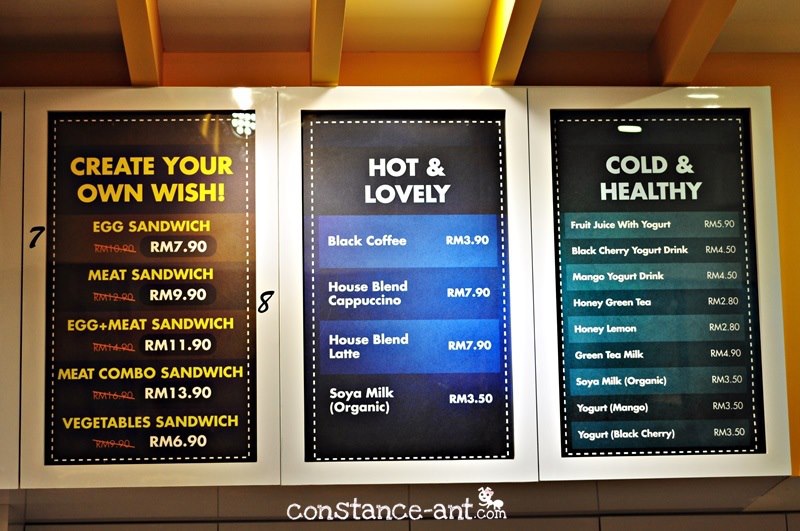 CREATE YOUR
OWN WISH!
EGG SANDWICH
RM10.90 RM7.90
MEAT SANDWICH
RM12.90 RM9.90
EGG+MEAT SANDWICH
RM14.90 RM11.90
MEAT COMBO SANDWICH
RM16.90 RM13.90
VEGETABLES SANDWICH
RM9.90 RM6.90
7
8
HOT &
LOVELY
Black Coffee RM3.90
House Blend
Cappuccino RM7.90
House Blend
Latte RM7.90
Soya Milk
(Organic) RM3.50
COLD &
HEALTHY
Fruit Juice With Yogurt RM5.90
Black Cherry Yogurt Drink RM4.50
Mango Yogurt Drink RM4.50
Honey Green Tea RM2.80
Honey Lemon RM2.80
Green Tea Milk RM4.90
Soya Milk (Organic) RM3.50
Yogurt (Mango) RM3.50
Yogurt (Black Cherry) RM3.50
constance-ant.com